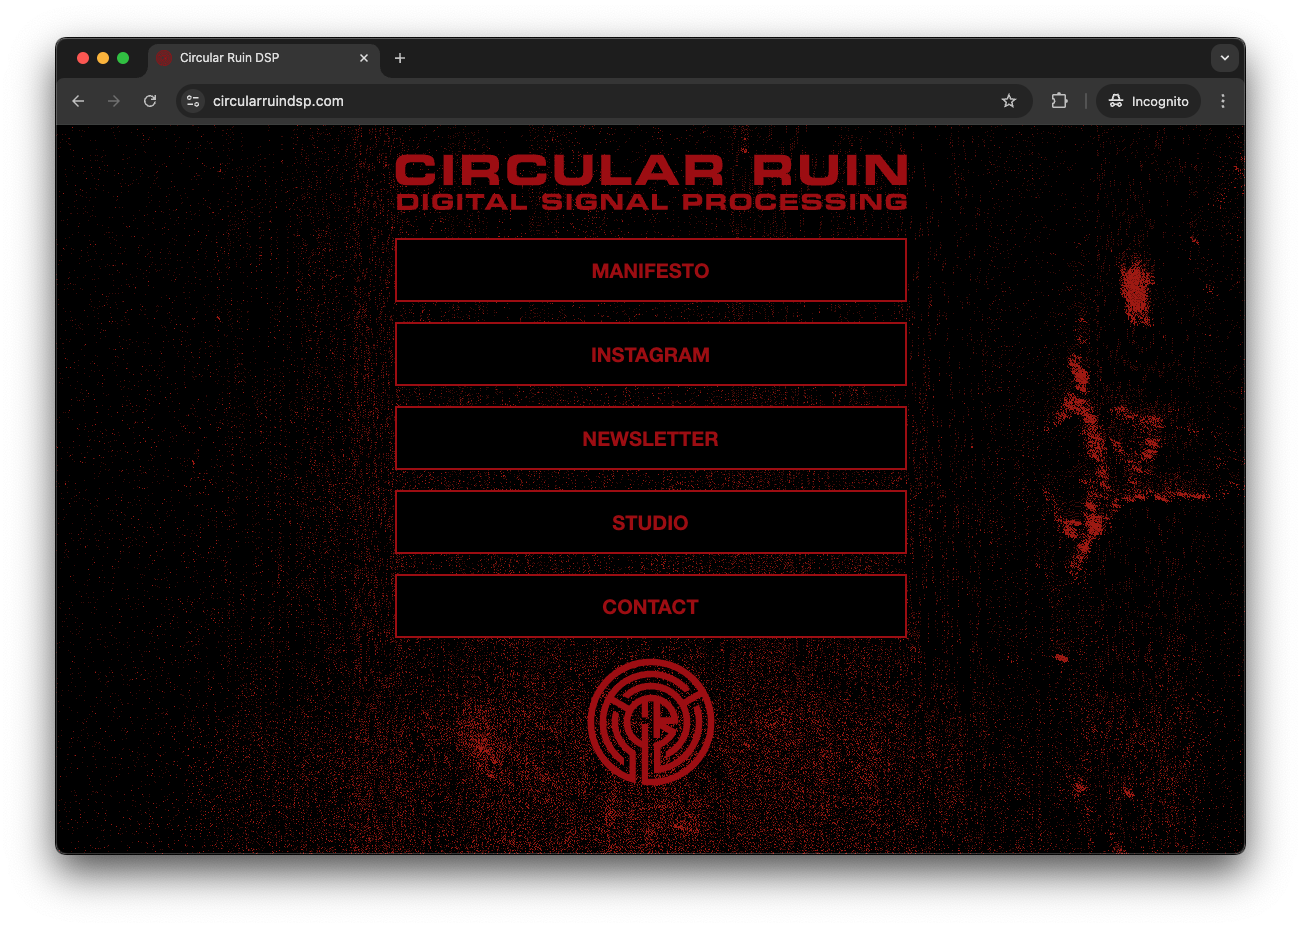 Circular Ruin DSP
circularruindsp.com
Incognito
CIRCULAR RUIN
DIGITAL SIGNAL PROCESSING
MANIFESTO
INSTAGRAM
NEWSLETTER
STUDIO
CONTACT